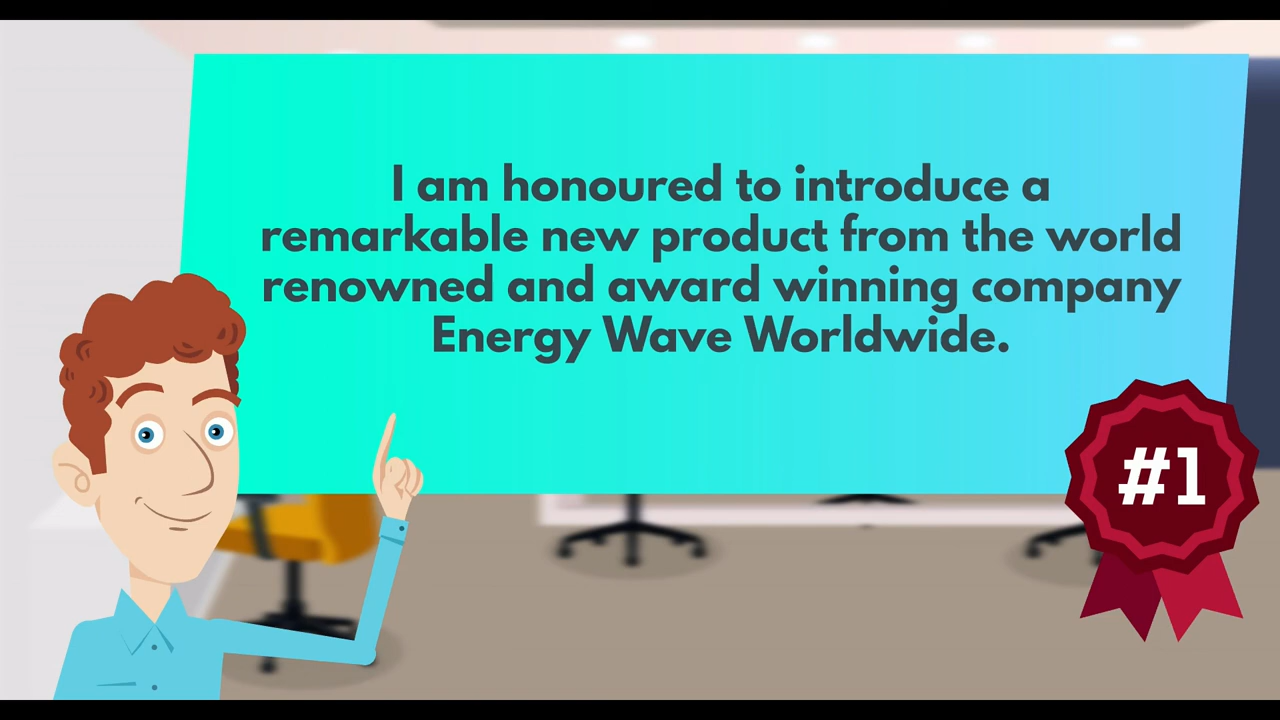 I am honoured to introduce a
remarkable new product from the world
renowned and award winning company
Energy Wave Worldwide.
#1